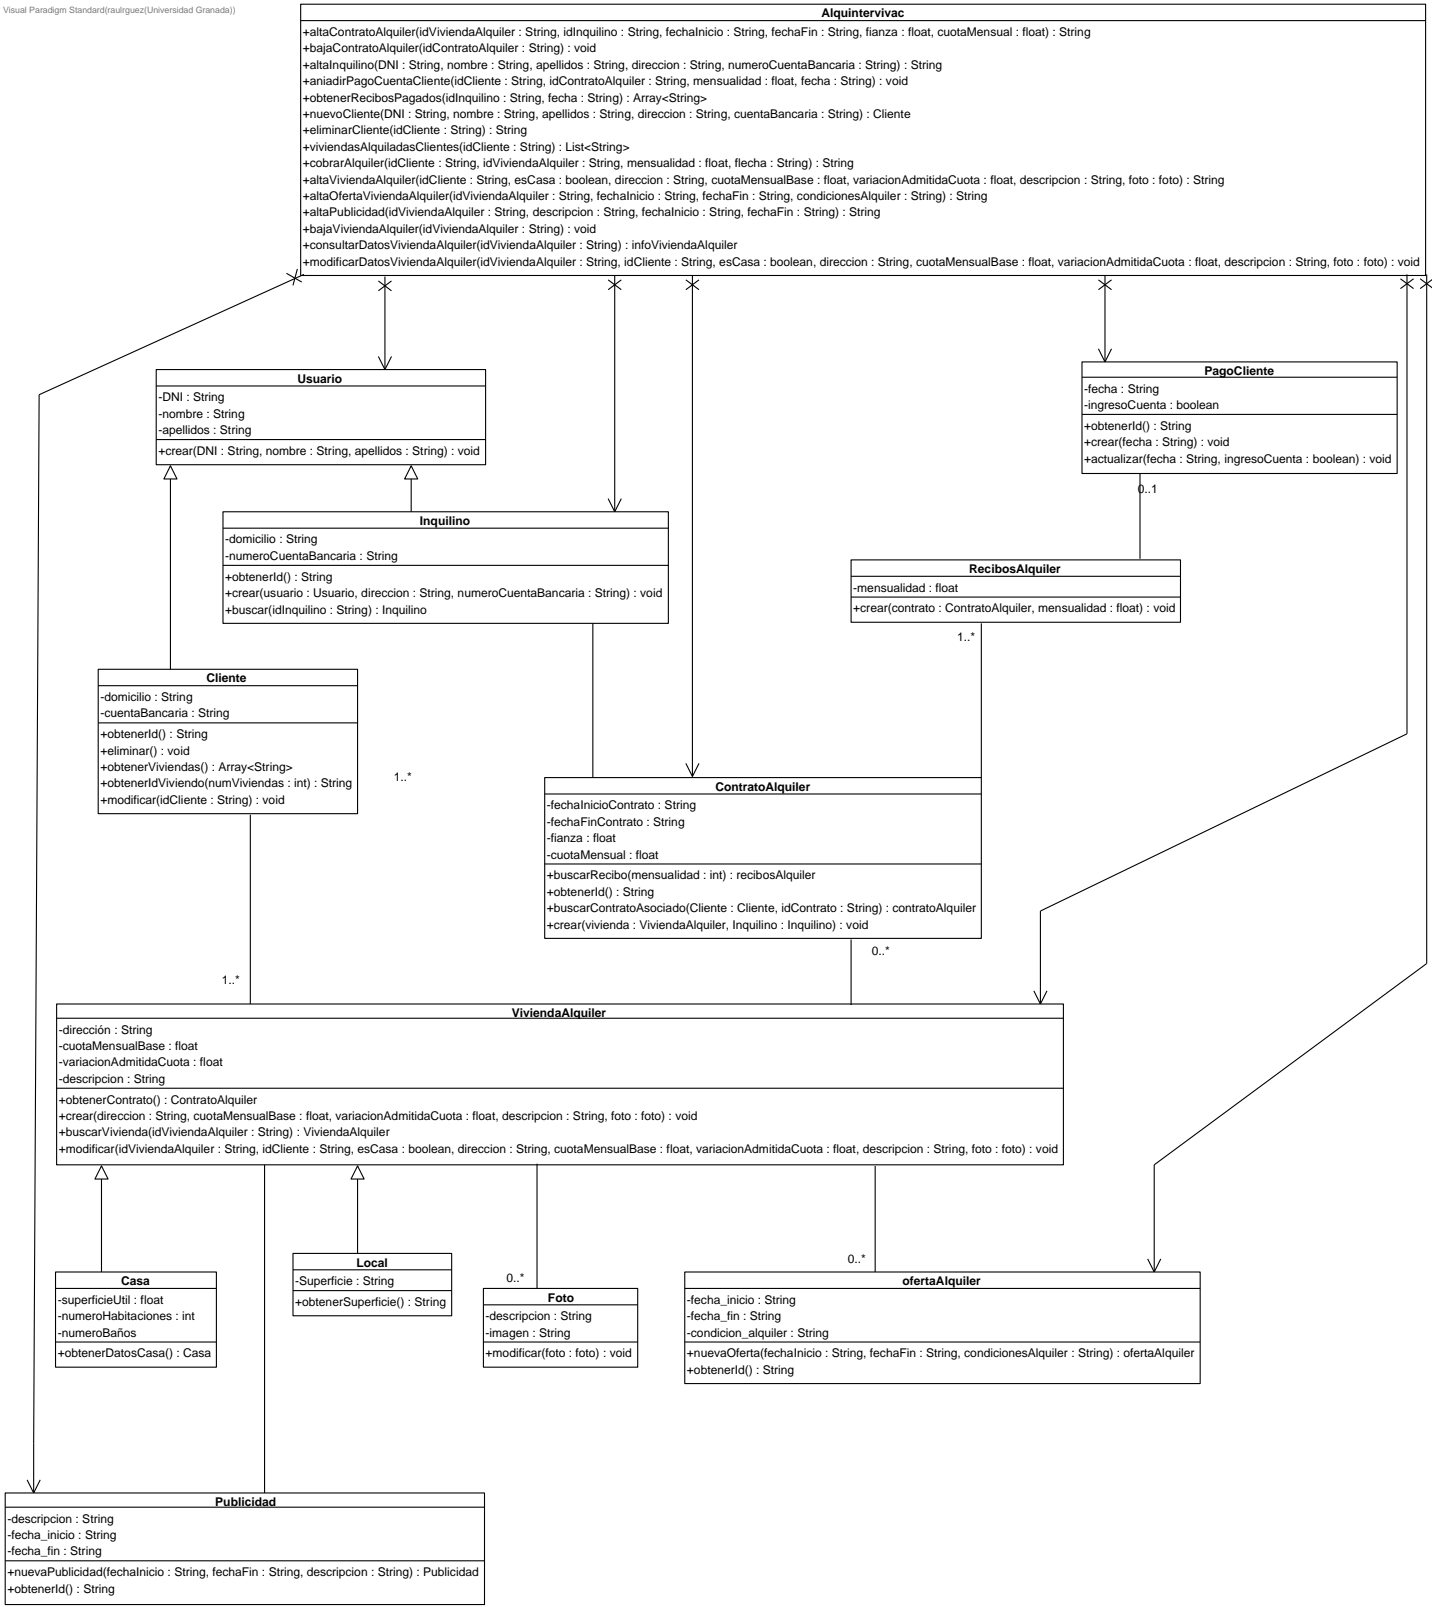 Visual Paradigm Standard(raulrguez(Universidad Granada))
Alquintervivac
+altaContratoAlquiler(idViviendaAlquiler : String, idInquilino : String, fechaInicio : String, fechaFin : String, fianza : float, cuotaMensual : float) : String
+bajaContratoAlquiler(idContratoAlquiler : String) : void
+altaInquilino(DNI : String, nombre : String, apellidos : String, direccion : String, numeroCuentaBancaria : String) : String
+aniadirPagoCuentaCliente(idCliente : String, idContratoAlquiler : String, mensualidad : float, fecha : String) : void
+obtenerRecibosPagados(idInquilino : String, fecha : String) : Array<String>
+nuevoCliente(DNI : String, nombre : String, apellidos : String, direccion : String, cuentaBancaria : String) : Cliente
+eliminarCliente(idCliente : String) : String
+viviendasAlquiladasClientes(idCliente : String) : List<String>
+cobrarAlquiler(idCliente : String, idViviendaAlquiler : String, mensualidad : float, flecha : String) : String
+altaViviendaAlquiler(idCliente : String, esCasa : boolean, direccion : String, cuotaMensualBase : float, variacionAdmitidaCuota : float, descripcion : String, foto : foto) : String
+altaOfertaViviendaAlquiler(idViviendaAlquiler : String, fechaInicio : String, fechaFin : String, condicionesAlquiler : String) : String
+altaPublicidad(idViviendaAlquiler : String, descripcion : String, fechaInicio : String, fechaFin : String) : String
+bajaViviendaAlquiler(idViviendaAlquiler : String) : void
+consultarDatosViviendaAlquiler(idViviendaAlquiler : String) : infoViviendaAlquiler
+modificarDatosViviendaAlquiler(idViviendaAlquiler : String, idCliente : String, esCasa : boolean, direccion : String, cuotaMensualBase : float, variacionAdmitidaCuota : float, descripcion : String, foto : foto) : void
Usuario
-DNI : String
-nombre : String
-apellidos : String
+crear(DNI : String, nombre : String, apellidos : String) : void
PagoCliente
-fecha : String
-ingresoCuenta : boolean
+obtenerId() : String
+crear(fecha : String) : void
+actualizar(fecha : String, ingresoCuenta : boolean) : void
0..1
Inquilino
-domicilio : String
-numeroCuentaBancaria : String
+obtenerId() : String
+crear(usuario : Usuario, direccion : String, numeroCuentaBancaria : String) : void
+buscar(idInquilino : String) : Inquilino
RecibosAlquiler
-mensualidad : float
+crear(contrato : ContratoAlquiler, mensualidad : float) : void
1..*
Cliente
-domicilio : String
-cuentaBancaria : String
+obtenerId() : String
+eliminar() : void
+obtenerViviendas() : Array<String>
+obtenerIdViviendo(numViviendas : int) : String
+modificar(idCliente : String) : void
1..*
ContratoAlquiler
-fechaInicioContrato : String
-fechaFinContrato : String
-fianza : float
-cuotaMensual : float
+buscarRecibo(mensualidad : int) : recibosAlquiler
+obtenerId() : String
+buscarContratoAsociado(Cliente : Cliente, idContrato : String) : contratoAlquiler
+crear(vivienda : ViviendaAlquiler, Inquilino : Inquilino) : void
0..*
1..*
ViviendaAlquiler
-dirección : String
-cuotaMensualBase : float
-variacionAdmitidaCuota : float
-descripcion : String
+obtenerContrato() : ContratoAlquiler
+crear(direccion : String, cuotaMensualBase : float, variacionAdmitidaCuota : float, descripcion : String, foto : foto) : void
+buscarVivienda(idViviendaAlquiler : String) : ViviendaAlquiler
+modificar(idViviendaAlquiler : String, idCliente : String, esCasa : boolean, direccion : String, cuotaMensualBase : float, variacionAdmitidaCuota : float, descripcion : String, foto : foto) : void
Casa
-superficieUtil : float
-numeroHabitaciones : int
-numeroBaños
+obtenerDatosCasa() : Casa
Local
-Superficie : String
+obtenerSuperficie() : String
0..*
Foto
-descripcion : String
-imagen : String
+modificar(foto : foto) : void
0..*
ofertaAlquiler
-fecha_inicio : String
-fecha_fin : String
-condicion_alquiler : String
+nuevaOferta(fechaInicio : String, fechaFin : String, condicionesAlquiler : String) : ofertaAlquiler
+obtenerId() : String
Publicidad
-descripcion : String
-fecha_inicio : String
-fecha_fin : String
+nuevaPublicidad(fechaInicio : String, fechaFin : String, descripcion : String) : Publicidad
+obtenerId() : String